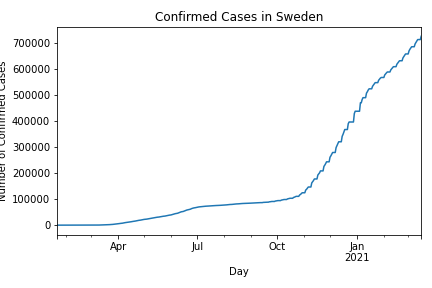 Confirmed Cases in Sweden
700000
600000
500000
400000
300000
200000
100000
0
Number of Confirmed Cases
Apr
Jul
Oct
Jan
2021
Day